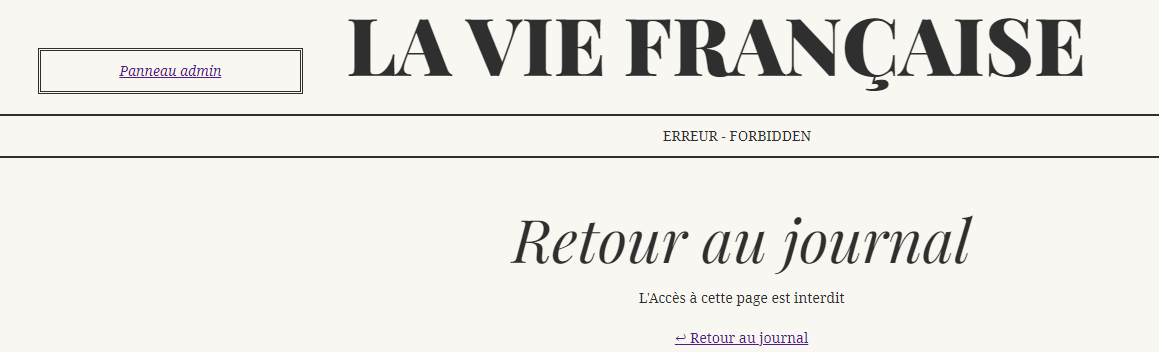 LA VIE FRANÇAISE
Panneau admin
ERREUR - FORBIDDEN
Retour au journal
L'Accès à cette page est interdit
↩ Retour au journal